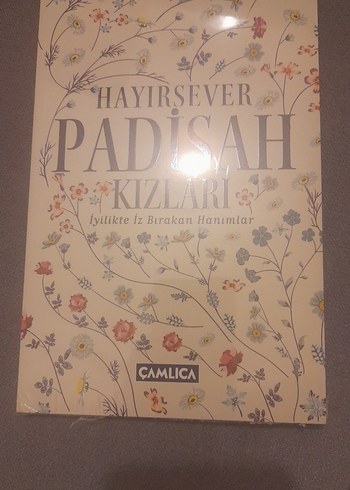 HAYIRSEVER
PADİŞAH
KIZLARI
İyilikte İz Bırakan Hanımlar
ÇAMLICA